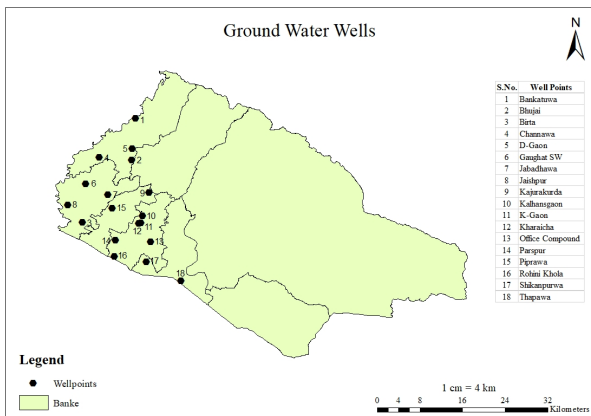 Ground Water Wells
N
S.No. Well Points
1 Bankatuwa
2 Bhujai
3 Birta
4 Channawa
5 D-Gaon
6 Gaughat SW
7 Jabadhawa
8 Jaishpur
9 Kajurakurda
10 Kalhansgaon
11 K-Gaon
12 Kharaicha
13 Office Compound
14 Parspur
15 Piprawa
16 Rohini Khola
17 Shikanpurwa
18 Thapawa
1
5
2
4
6
7
9
8
15
10
3
12
11
14
13
16
17
18
Legend
Wellpoints
Banke
1 cm = 4 km
0 4 8 16 24 32
Kilometers